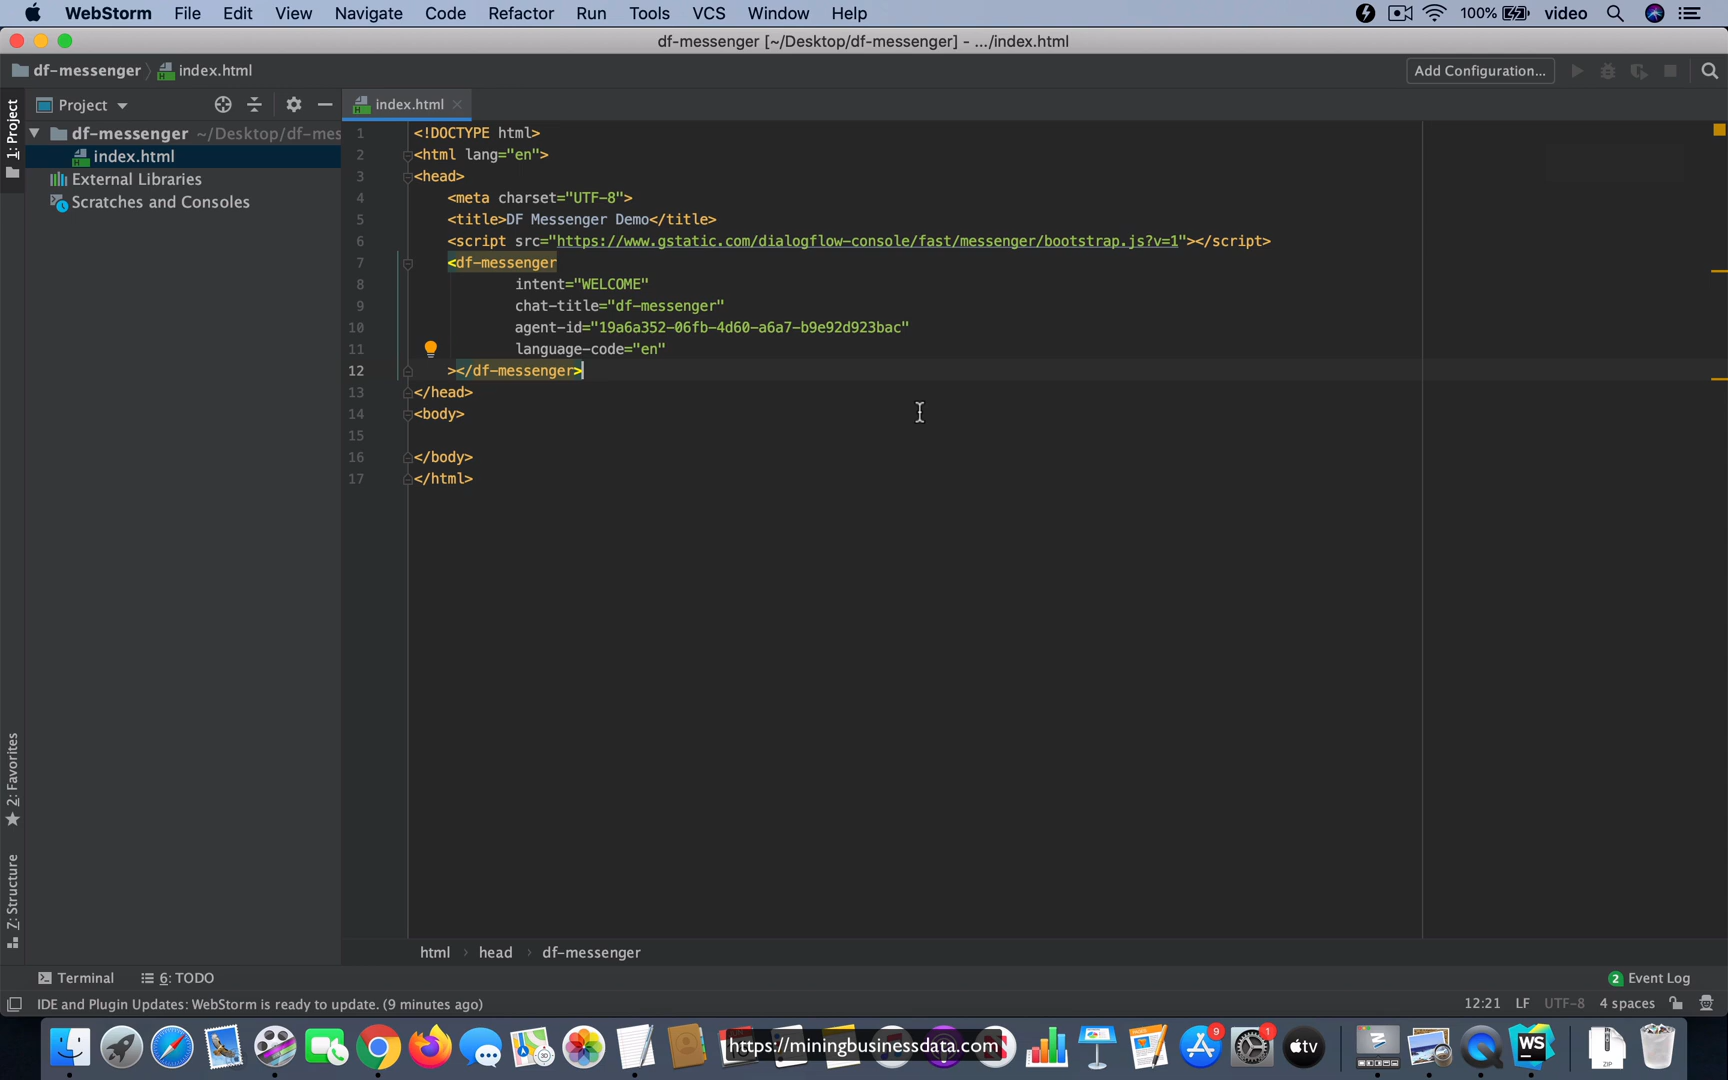 WebStorm File Edit View Navigate Code Refactor Run Tools VCS Window Help 100% video
df-messenger [~/Desktop/df-messenger] - .../index.html
df-messenger index.html Add Configuration...
1: Project
Project
index.html
df-messenger ~/Desktop/df-mes
index.html
External Libraries
Scratches and Consoles
1 <!DOCTYPE html>
2 <html lang="en">
3 <head>
4 <meta charset="UTF-8">
5 <title>DF Messenger Demo</title>
6 <script src="https://www.gstatic.com/dialogflow-console/fast/messenger/bootstrap.js?v=1"></script>
7 <df-messenger
8 intent="WELCOME"
9 chat-title="df-messenger"
10 agent-id="19a6a352-06fb-4d60-a6a7-b9e92d923bac"
11 language-code="en"
12 ></df-messenger>
13 </head>
14 <body>
15
16 </body>
17 </html>
2: Favorites
Z: Structure
html head df-messenger
Terminal 6: TODO 2 Event Log
IDE and Plugin Updates: WebStorm is ready to update. (9 minutes ago) 12:21 LF UTF-8 4 spaces
https://miningbusinessdata.com
9
1
tv
WS
ZIP
3D